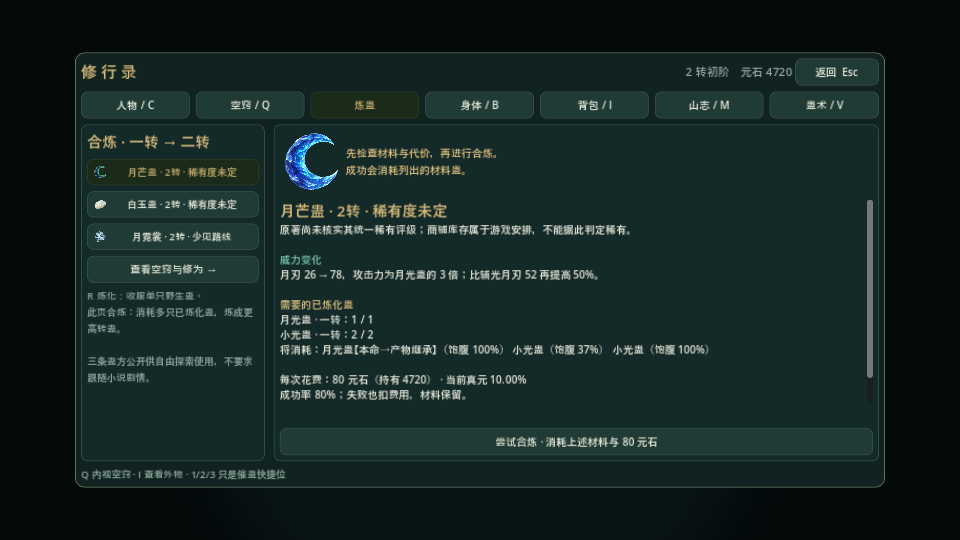 修行录
2 转初阶 元石 4720
返回 Esc
人物 / C
空窍 / Q
炼蛊
身体 / B
背包 / I
山志 / M
蛊术 / V
合炼 · 一转 → 二转
月芒蛊 · 2转 · 稀有度未定
白玉蛊 · 2转 · 稀有度未定
月霓裳 · 2转 · 少见路线
查看空窍与修为 →
R 炼化：收服单只野生蛊。
此页合炼：消耗多只已炼化蛊，炼成更
高转蛊。
三条蛊方公开供自由探索使用，不要求
跟随小说剧情。
先检查材料与代价，再进行合炼。
成功会消耗列出的材料蛊。
月芒蛊 · 2转 · 稀有度未定
原著尚未核实其统一稀有评级；商铺库存属于游戏安排，不能据此判定稀有。
威力变化
月刃 26 → 78，攻击力为月光蛊的 3 倍；比辅光月刃 52 再提高 50%。
需要的已炼化蛊
月光蛊 · 一转：1 / 1
小光蛊 · 一转：2 / 2
将消耗：月光蛊【本命→产物继承】（饱腹 100%） 小光蛊（饱腹 37%） 小光蛊（饱腹 100%）
每次花费：80 元石（持有 4720） · 当前真元 10.00%
成功率 80%；失败也扣费用，材料保留。
尝试合炼 · 消耗上述材料与 80 元石
Q 内视空窍 · I 查看外物 · 1/2/3 只是催蛊快捷位